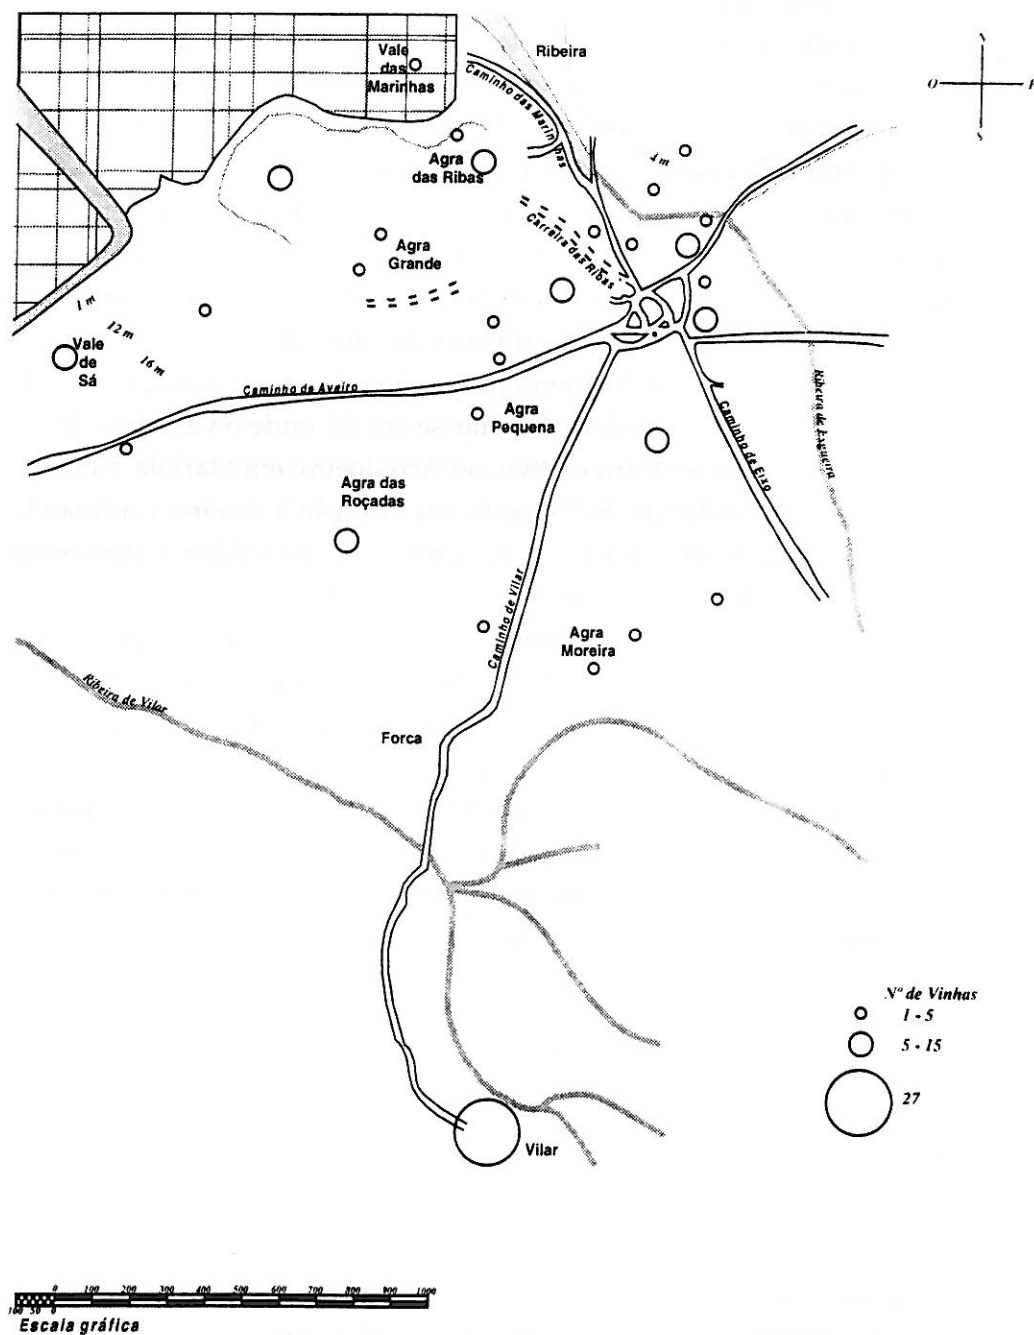 Ribeira
Vale
das
Marinhas
Caminho das Marinhas
N
O
S
Agra
das Ribas
4 m
Carreira das Ribas
Agra
Grande
1 m
12 m
16 m
Vale
de
Sá
Caminho de Aveiro
Agra
Pequena
Caminho de Eixo
Ribeira de Esgueira
Agra das
Roçadas
Caminho de Vilar
Agra
Moreira
Ribeira de Vilar
Forca
Nº de Vinhas
1 - 5
5 - 15
27
Vilar
100 50 0
0 100 200 300 400 500 600 700 800 900 1000
Escala gráfica